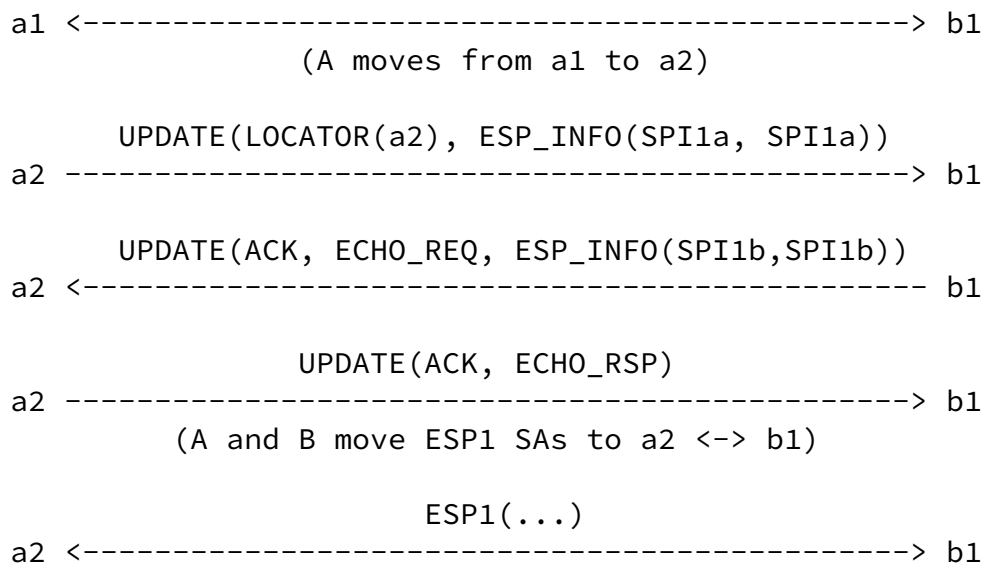 a1 <----------------------------------------------> b1
(A moves from a1 to a2)
UPDATE(LOCATOR(a2), ESP_INFO(SPI1a, SPI1a))
a2 -----------------------------------------------> b1
UPDATE(ACK, ECHO_REQ, ESP_INFO(SPI1b,SPI1b))
a2 <----------------------------------------------- b1
UPDATE(ACK, ECHO_RSP)
a2 -----------------------------------------------> b1
(A and B move ESP1 SAs to a2 <-> b1)
ESP1(...)
a2 <----------------------------------------------> b1